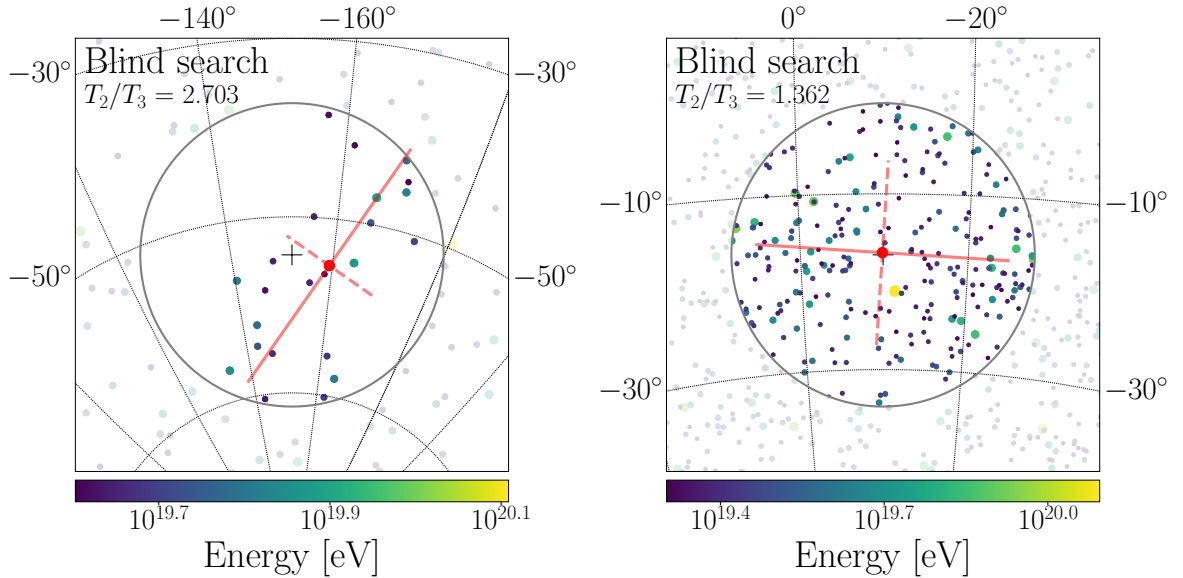 −140° −160°
Blind search
T₂/T₃ = 2.703
−30° −30°
−50° −50°
10^19.7 10^19.9 10^20.1
Energy [eV]
0° −20°
Blind search
T₂/T₃ = 1.362
−10° −10°
−30° −30°
10^19.4 10^19.7 10^20.0
Energy [eV]